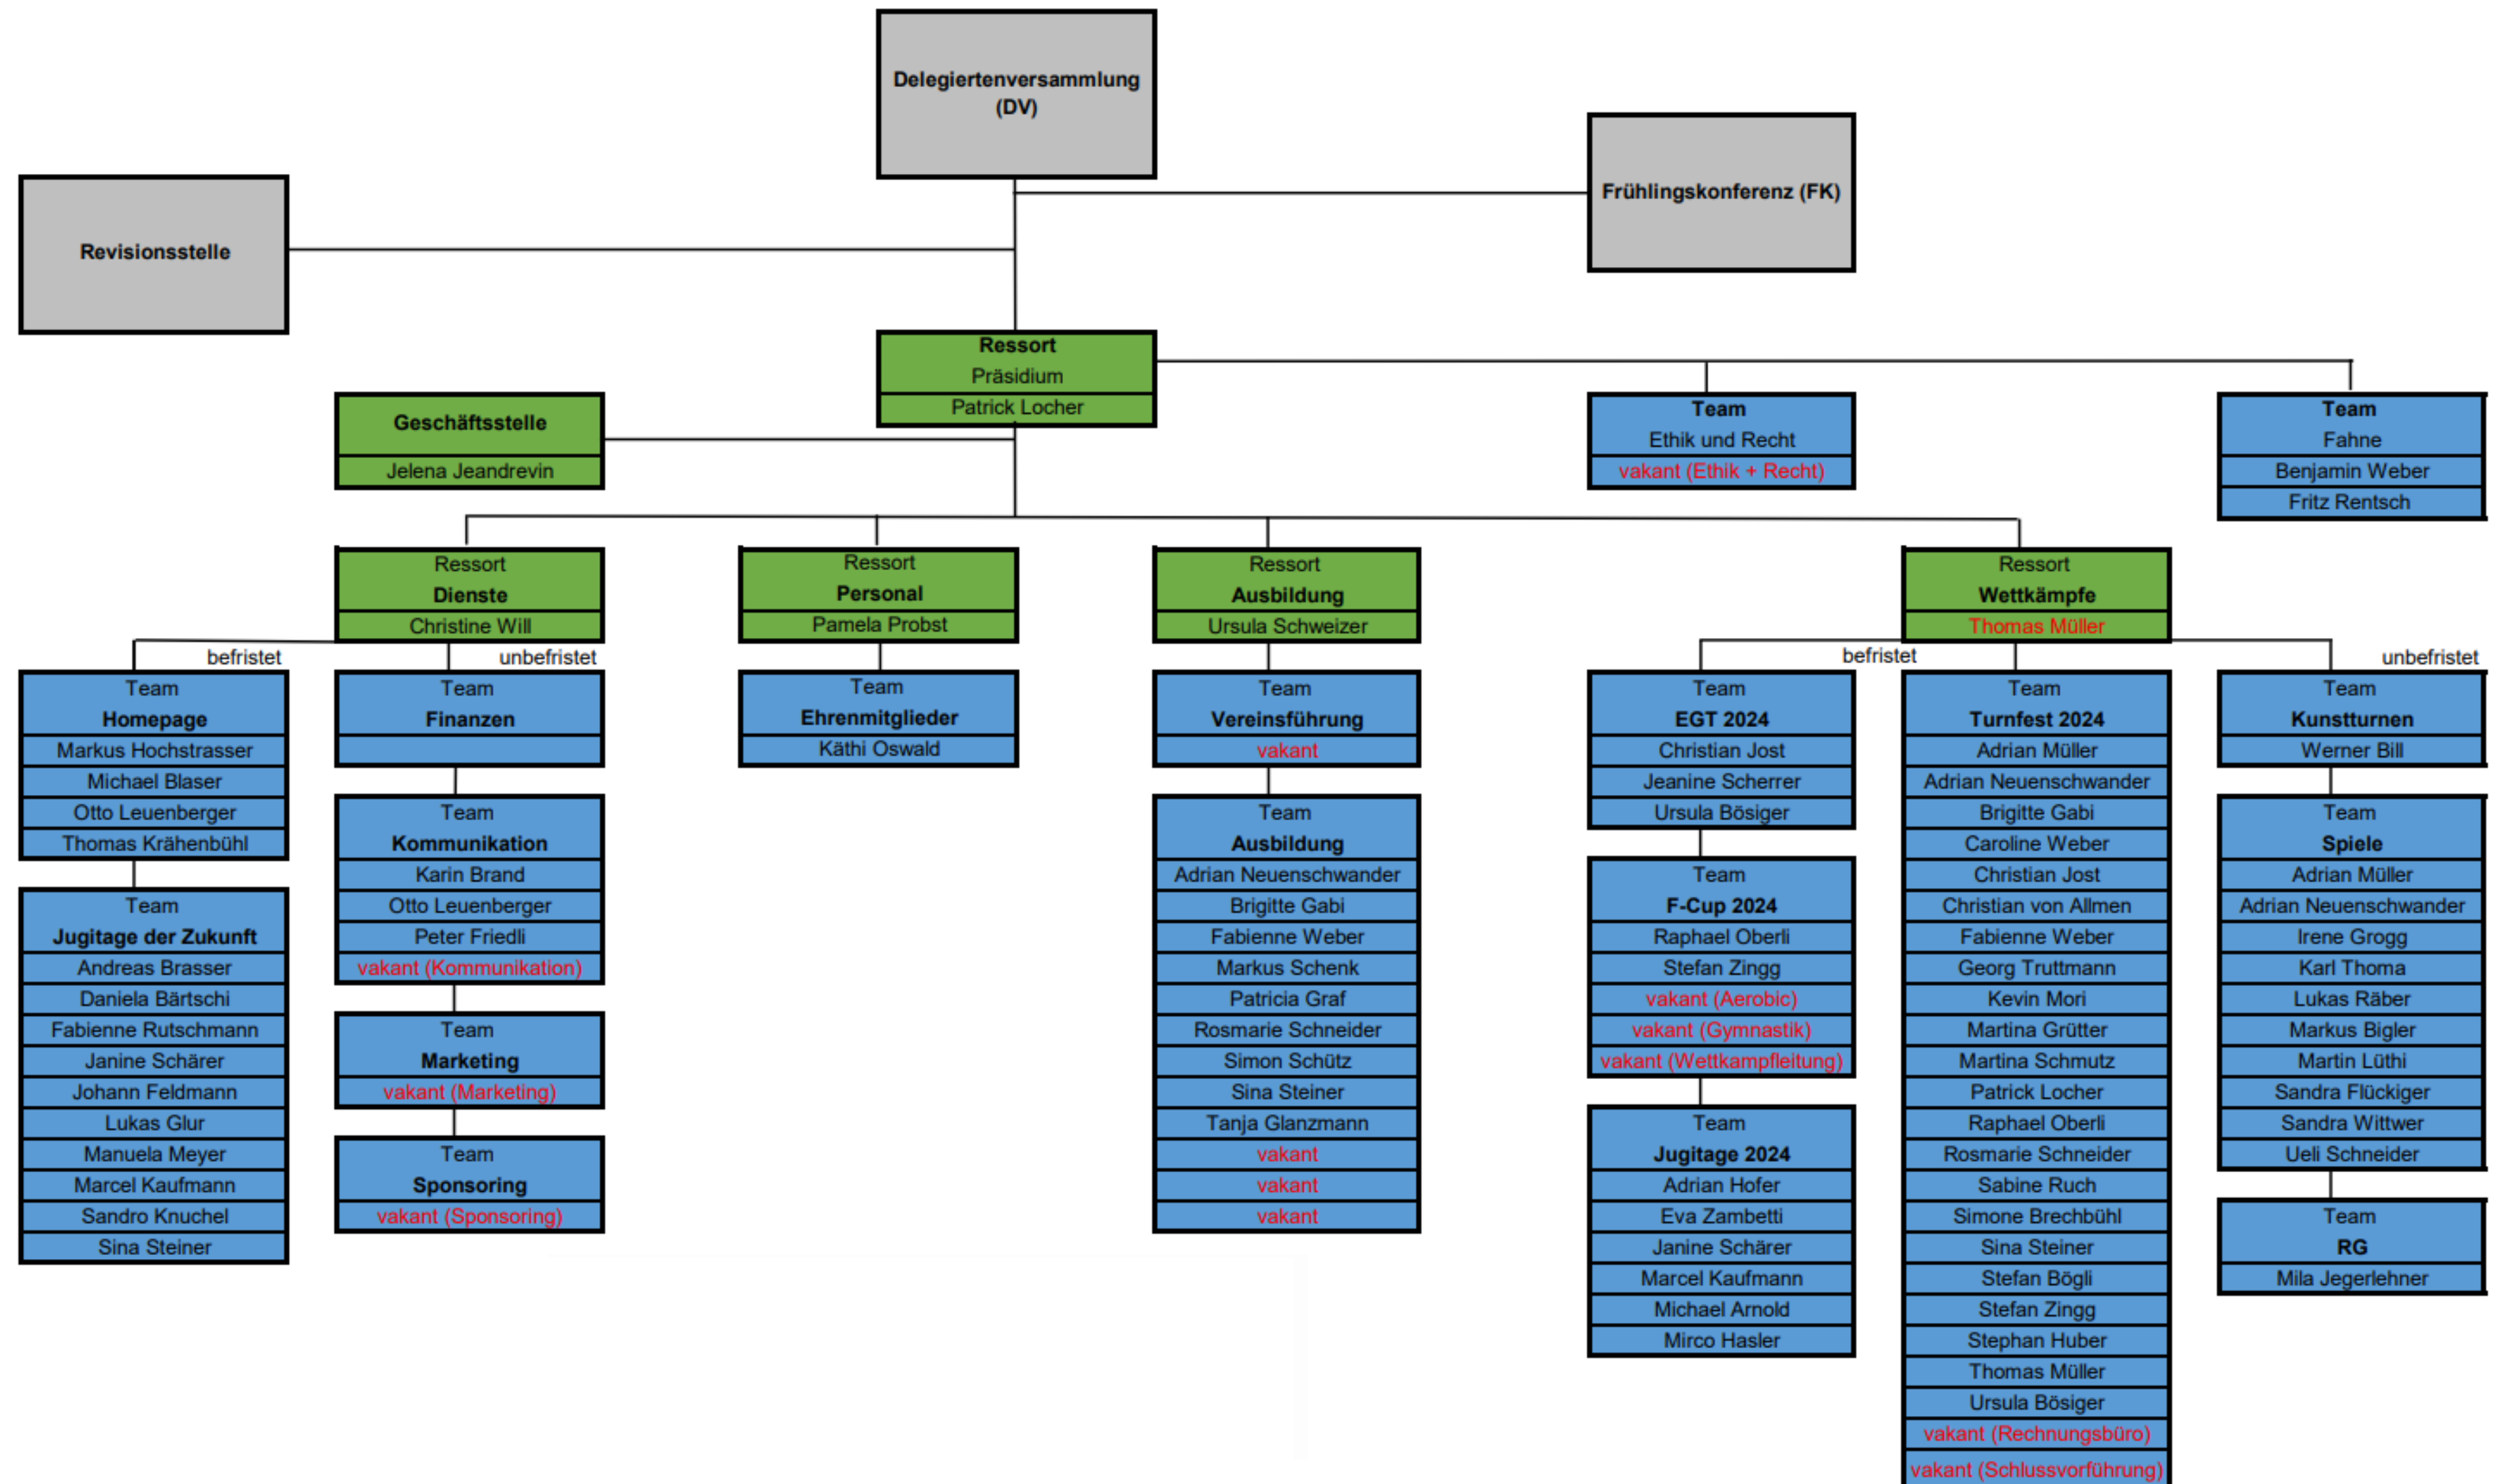 Delegiertenversammlung
(DV)
Frühlingskonferenz (FK)
Revisionsstelle
Ressort
Präsidium
Patrick Locher
Geschäftsstelle
Jelena Jeandrevin
Team
Ethik und Recht
vakant (Ethik + Recht)
Team
Fahne
Benjamin Weber
Fritz Rentsch
Ressort
Dienste
Christine Will
befristet
unbefristet
Team
Homepage
Markus Hochstrasser
Michael Blaser
Otto Leuenberger
Thomas Krähenbühl
Team
Jugitage der Zukunft
Andreas Brasser
Daniela Bärtschi
Fabienne Rutschmann
Janine Schärer
Johann Feldmann
Lukas Glur
Manuela Meyer
Marcel Kaufmann
Sandro Knuchel
Sina Steiner
Team
Finanzen
Team
Kommunikation
Karin Brand
Otto Leuenberger
Peter Friedli
vakant (Kommunikation)
Team
Marketing
vakant (Marketing)
Team
Sponsoring
vakant (Sponsoring)
Ressort
Personal
Pamela Probst
Team
Ehrenmitglieder
Käthi Oswald
Ressort
Ausbildung
Ursula Schweizer
Team
Vereinsführung
vakant
Team
Ausbildung
Adrian Neuenschwander
Brigitte Gabi
Fabienne Weber
Markus Schenk
Patricia Graf
Rosmarie Schneider
Simon Schütz
Sina Steiner
Tanja Glanzmann
vakant
vakant
vakant
Ressort
Wettkämpfe
Thomas Müller
befristet
unbefristet
Team
EGT 2024
Christian Jost
Jeanine Scherrer
Ursula Bösiger
Team
F-Cup 2024
Raphael Oberli
Stefan Zingg
vakant (Aerobic)
vakant (Gymnastik)
vakant (Wettkampfleitung)
Team
Jugitage 2024
Adrian Hofer
Eva Zambetti
Janine Schärer
Marcel Kaufmann
Michael Arnold
Mirco Hasler
Team
Turnfest 2024
Adrian Müller
Adrian Neuenschwander
Brigitte Gabi
Caroline Weber
Christian Jost
Christian von Allmen
Fabienne Weber
Georg Truttmann
Kevin Mori
Martina Grütter
Martina Schmutz
Patrick Locher
Raphael Oberli
Rosmarie Schneider
Sabine Ruch
Simone Brechbühl
Sina Steiner
Stefan Bögli
Stefan Zingg
Stephan Huber
Thomas Müller
Ursula Bösiger
vakant (Rechnungsbüro)
vakant (Schlussvorführung)
Team
Kunstturnen
Werner Bill
Team
Spiele
Adrian Müller
Adrian Neuenschwander
Irene Grogg
Karl Thoma
Lukas Räber
Markus Bigler
Martin Lüthi
Sandra Flückiger
Sandra Wittwer
Ueli Schneider
Team
RG
Mila Jegerlehner